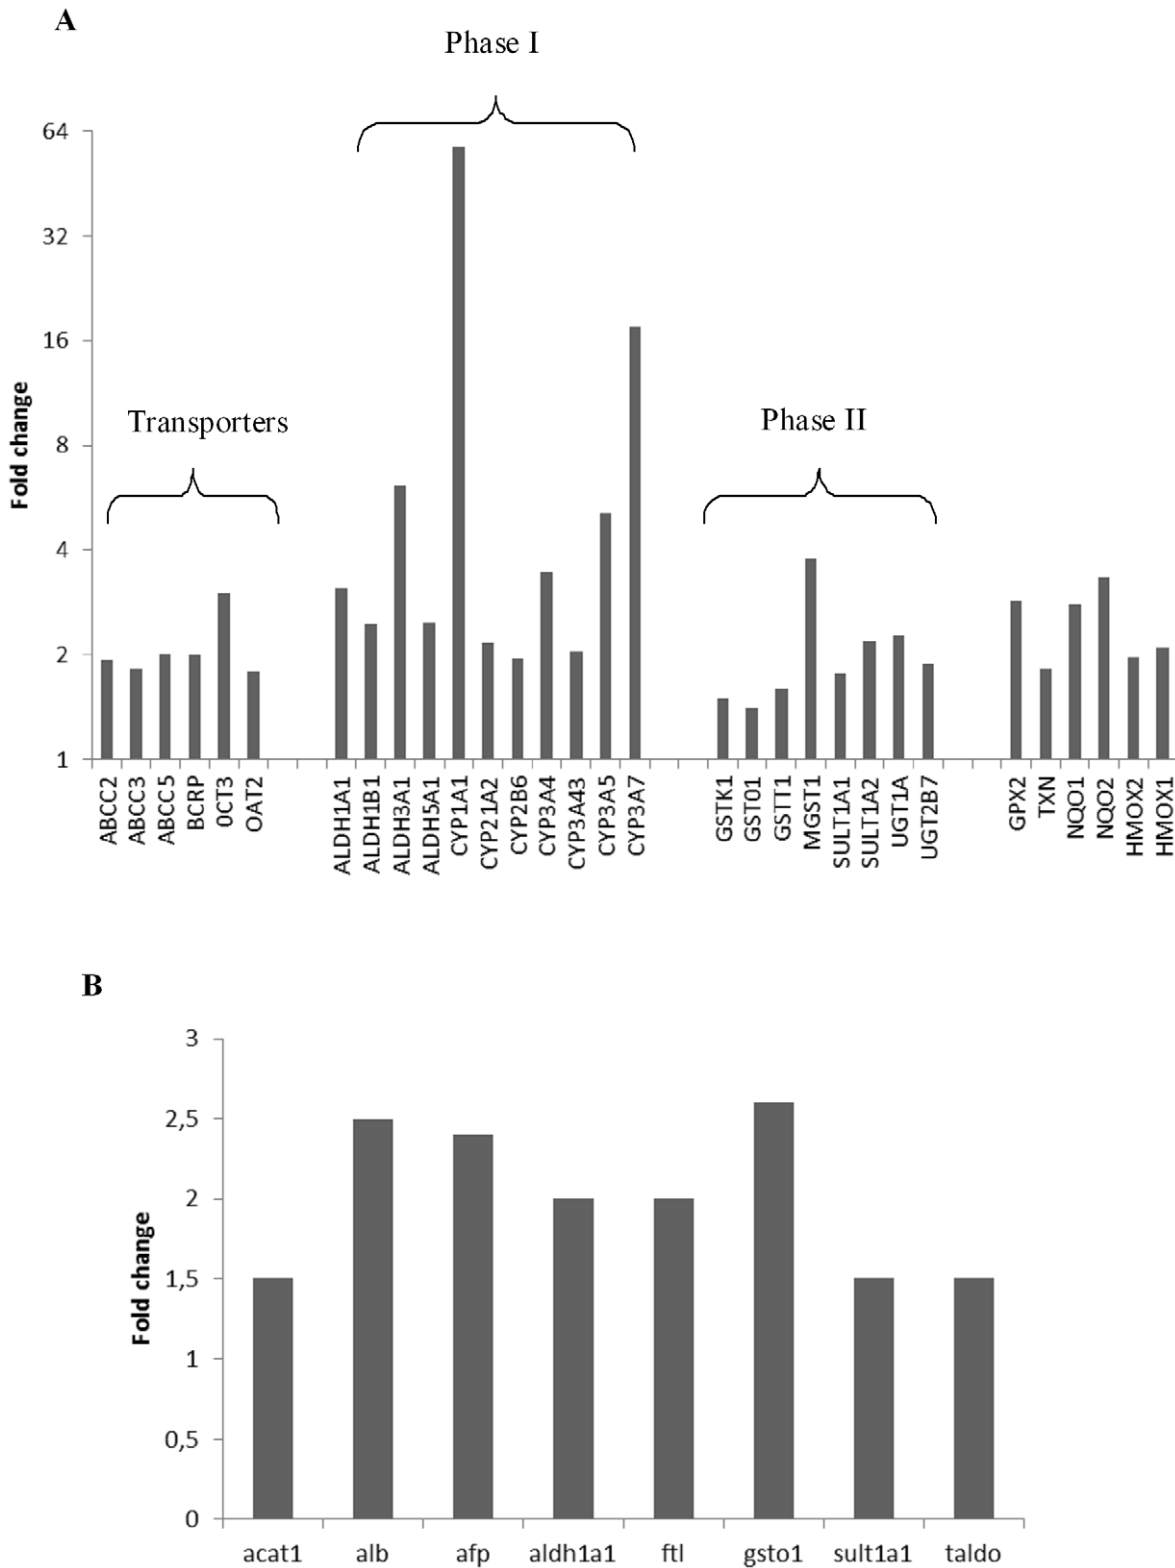 A
Phase I
64
32
16
8
4
2
1
Fold change
Transporters
Phase II
ABCC2
ABCC3
ABCC5
BCRP
0CT3
OAT2
ALDH1A1
ALDH1B1
ALDH3A1
ALDH5A1
CYP1A1
CYP21A2
CYP2B6
CYP3A4
CYP3A43
CYP3A5
CYP3A7
GSTK1
GST01
GSTT1
MGST1
SULT1A1
SULT1A2
UGT1A
UGT2B7
GPX2
TXN
NQO1
NQO2
HMOX2
HMOX1
B
3
2,5
2
1,5
1
0,5
0
Fold change
acat1 alb afp aldh1a1 ftl gsto1 sult1a1 taldo